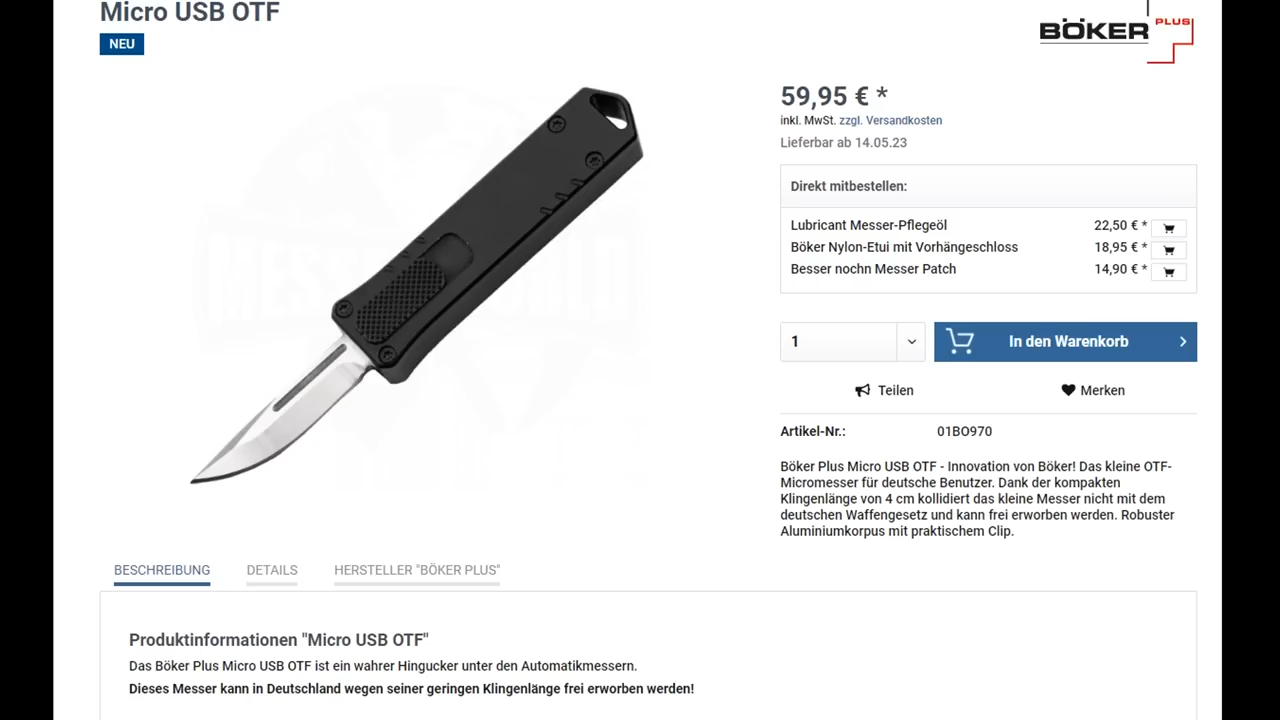 Micro USB OTF
NEU
BÖKER PLUS
59,95 € *
inkl. MwSt. zzgl. Versandkosten
Lieferbar ab 14.05.23
Direkt mitbestellen:
Lubricant Messer-Pflegeöl 22,50 € *
Böker Nylon-Etui mit Vorhängeschloss 18,95 € *
Besser nochn Messer Patch 14,90 € *
1
In den Warenkorb
Teilen Merken
Artikel-Nr.: 01BO970
Böker Plus Micro USB OTF - Innovation von Böker! Das kleine OTF-
Micromesser für deutsche Benutzer. Dank der kompakten
Klingenlänge von 4 cm kollidiert das kleine Messer nicht mit dem
deutschen Waffengesetz und kann frei erworben werden. Robuster
Aluminiumkorpus mit praktischem Clip.
BESCHREIBUNG DETAILS HERSTELLER "BÖKER PLUS"
Produktinformationen "Micro USB OTF"
Das Böker Plus Micro USB OTF ist ein wahrer Hingucker unter den Automatikmessern.
Dieses Messer kann in Deutschland wegen seiner geringen Klingenlänge frei erworben werden!